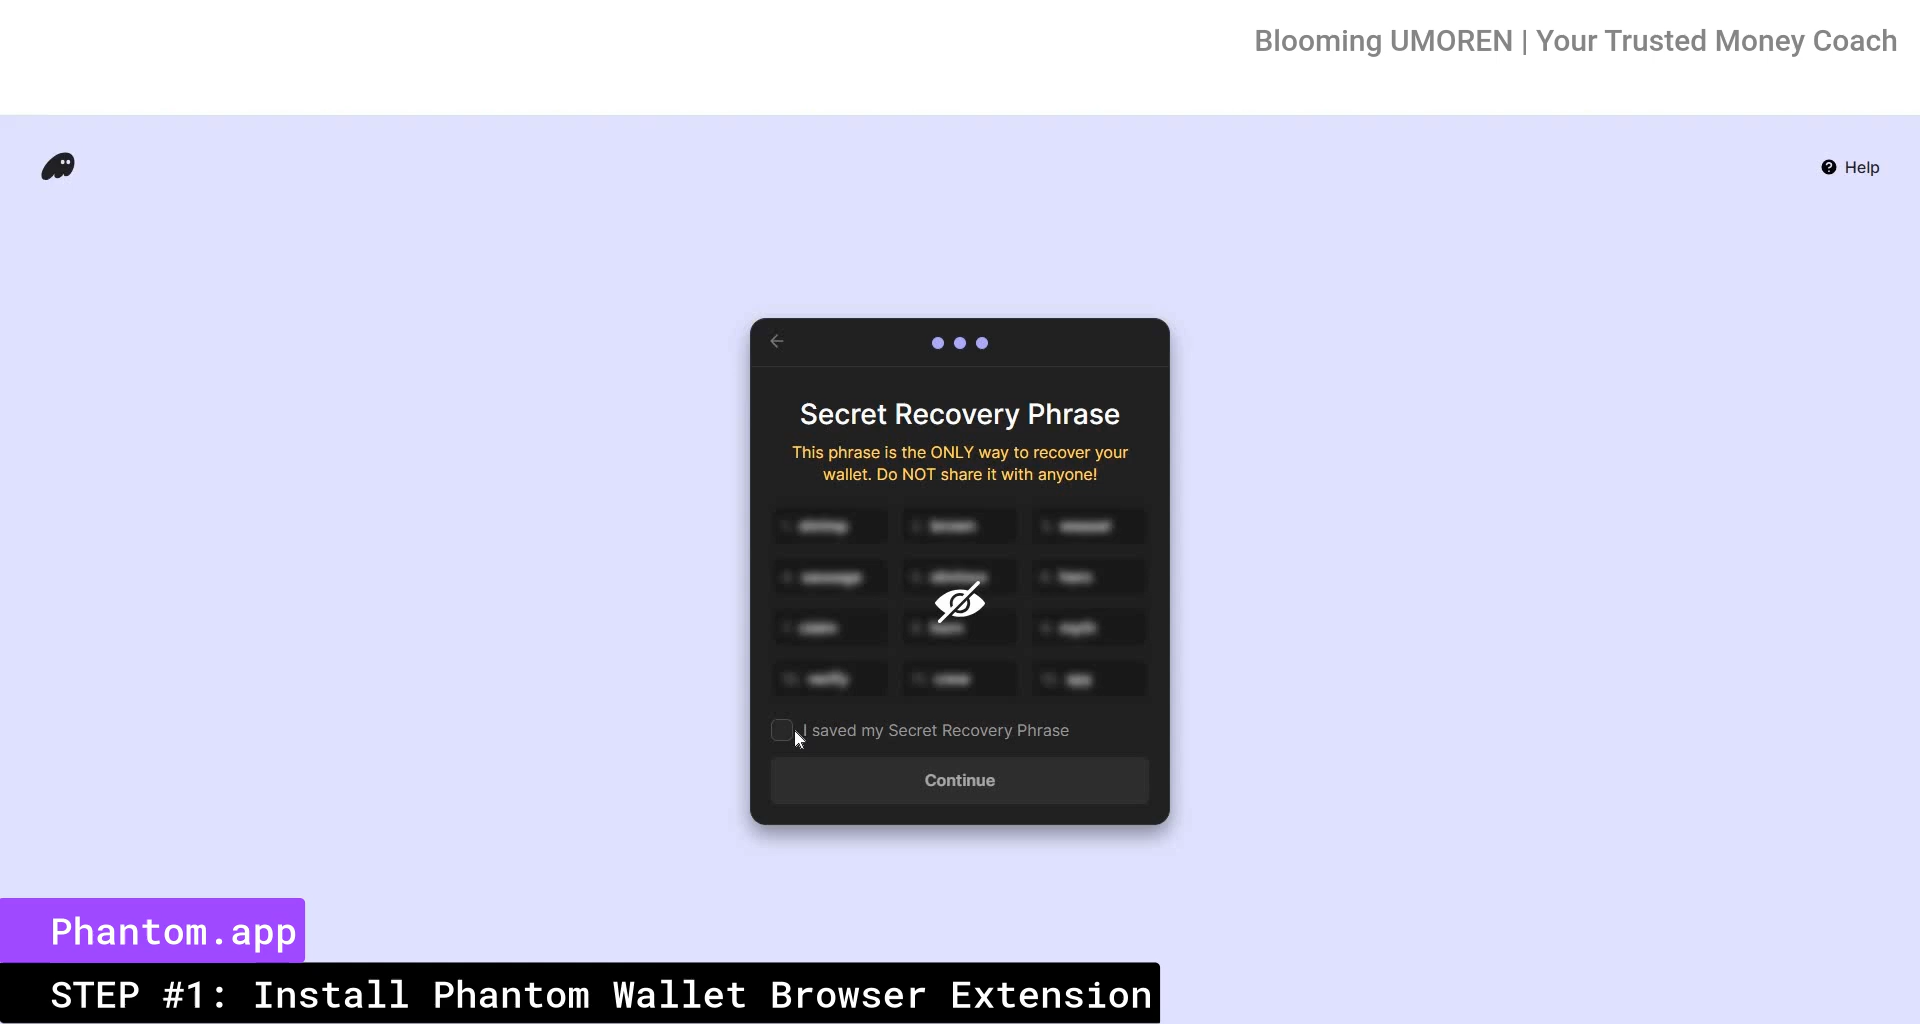 Blooming UMOREN | Your Trusted Money Coach
Help
Secret Recovery Phrase
This phrase is the ONLY way to recover your
wallet. Do NOT share it with anyone!
I saved my Secret Recovery Phrase
Continue
Phantom.app
STEP #1: Install Phantom Wallet Browser Extension